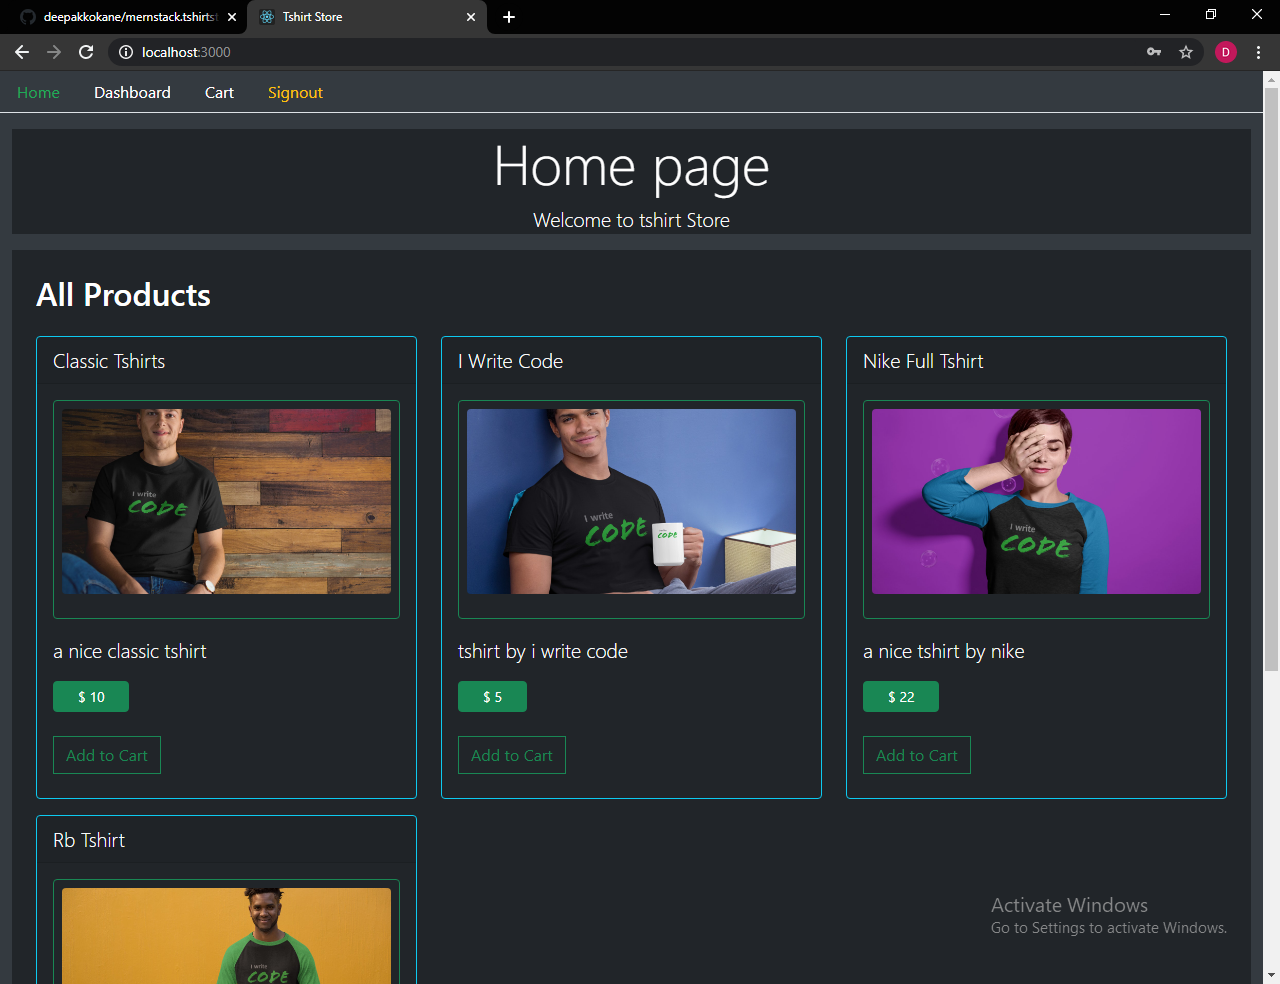 deepakkokane/mernstack.tshirtst
Tshirt Store
localhost:3000
D
Home Dashboard Cart Signout
Home page
Welcome to tshirt Store
All Products
Classic Tshirts
I Write Code
Nike Full Tshirt
I write
CODE
I write
CODE
CODE
I write
CODE
a nice classic tshirt
tshirt by i write code
a nice tshirt by nike
$ 10
$ 5
$ 22
Add to Cart
Add to Cart
Add to Cart
Rb Tshirt
I write
CODE
Activate Windows
Go to Settings to activate Windows.